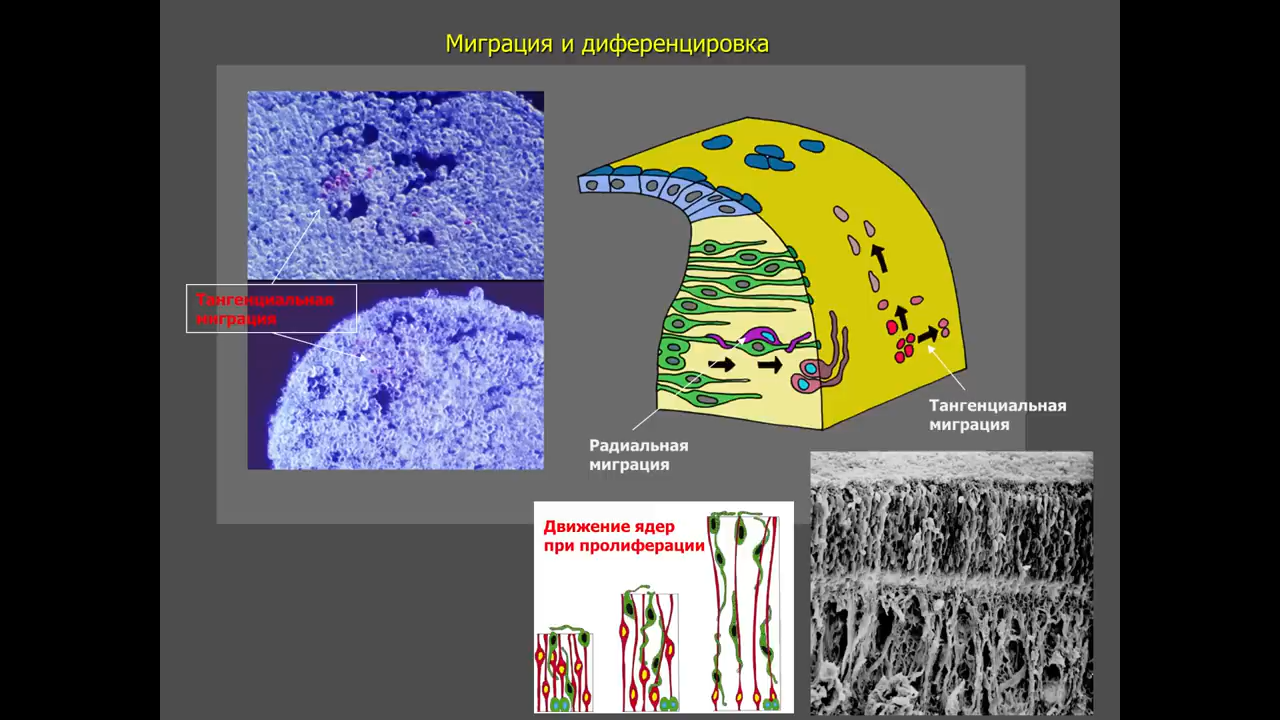 Миграция и диференцировка
Тангенциальная
миграция
Радиальная
миграция
Тангенциальная
миграция
Движение ядер
при пролиферации